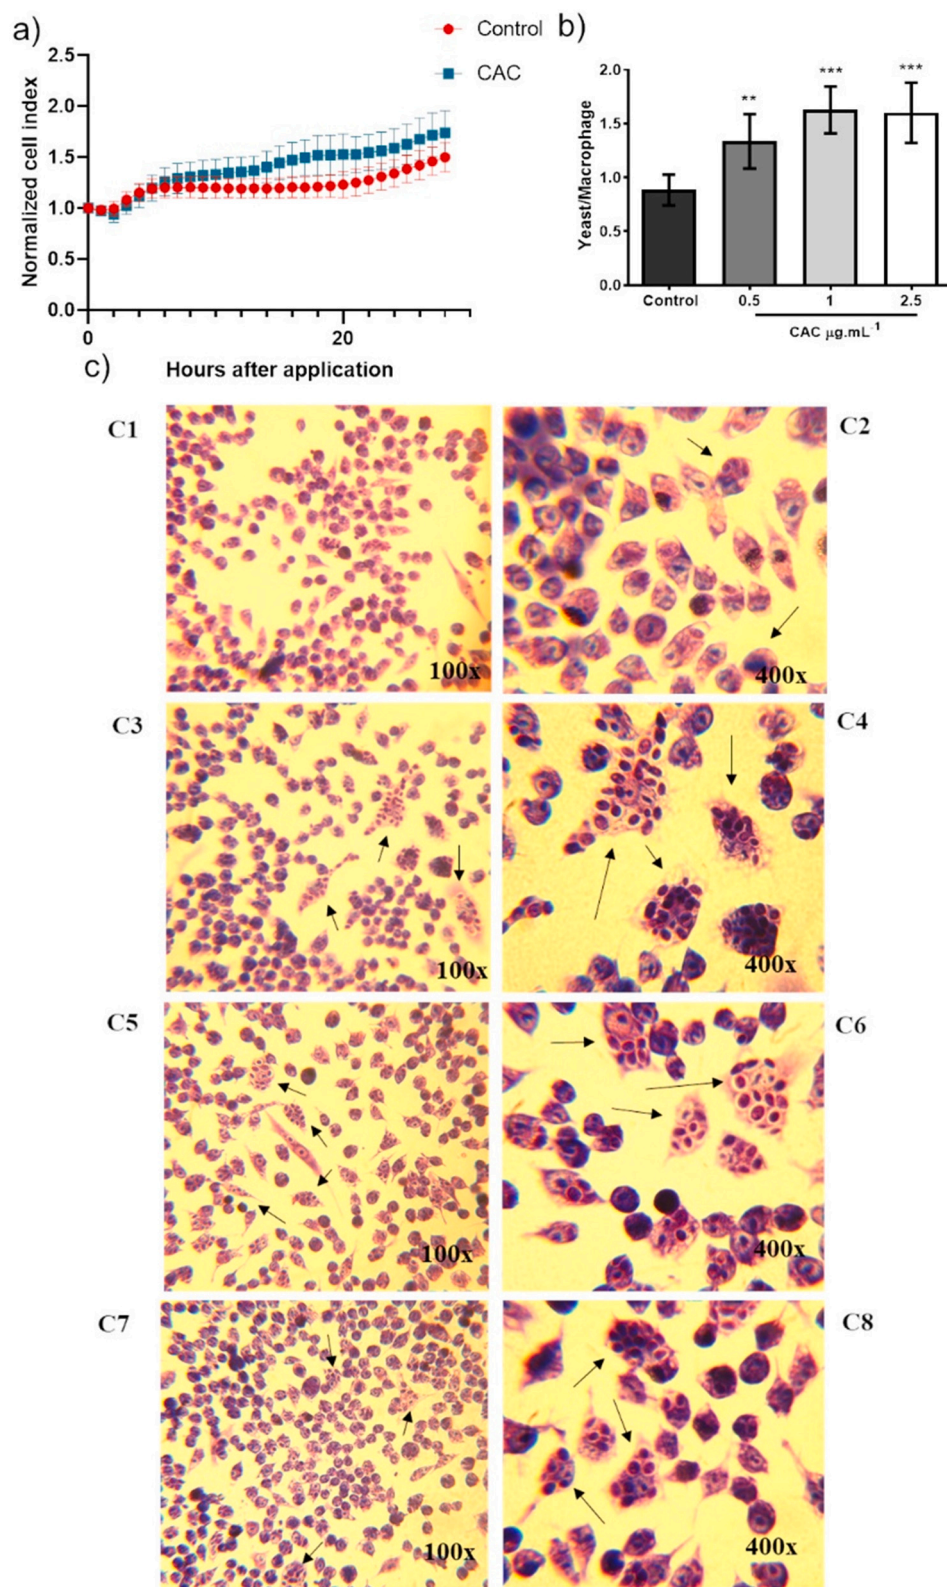 a)
Control
CAC
2.5
2.0
1.5
1.0
0.5
0.0
Normalized cell index
0
20
Hours after application
b)
2.0
1.5
1.0
0.5
0.0
Yeast/Macrophage
**
***
***
Control
0.5
1
2.5
CAC µg.mL⁻¹
c)
C1
100x
C2
400x
C3
100x
C4
400x
C5
100x
C6
400x
C7
100x
C8
400x